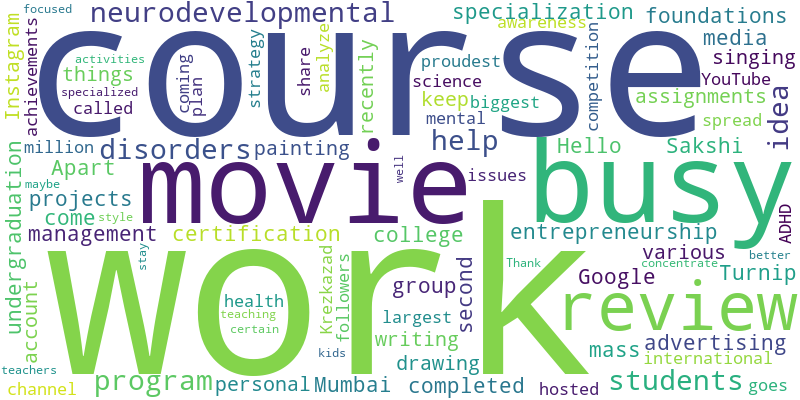 focused
neurodevelopmental
specialization
awareness
foundations
Instagram
achievements
activities
things
specialized
called
course
coming
plan
strategy
share
analyze
recently
proudest
science
keep
biggest
mental
competition
media
singing
YouTube
assignments
spread
idea
million
disorders
painting
help
Hello
Sakshi
undergraduation
maybe
Apart
projects
come
style
management
certification
movie
well
issues
college
busy
entrepreneurship
ADHD
stay
work
various
better
Thank
concentrate
Google
Turnip
account
health
teaching
certain
Krezkazad
followers
group
second
review
largest
writing
kids
drawing
mass
advertising
international
teachers
channel
program
personal
Mumbai
completed
hosted
students
goes